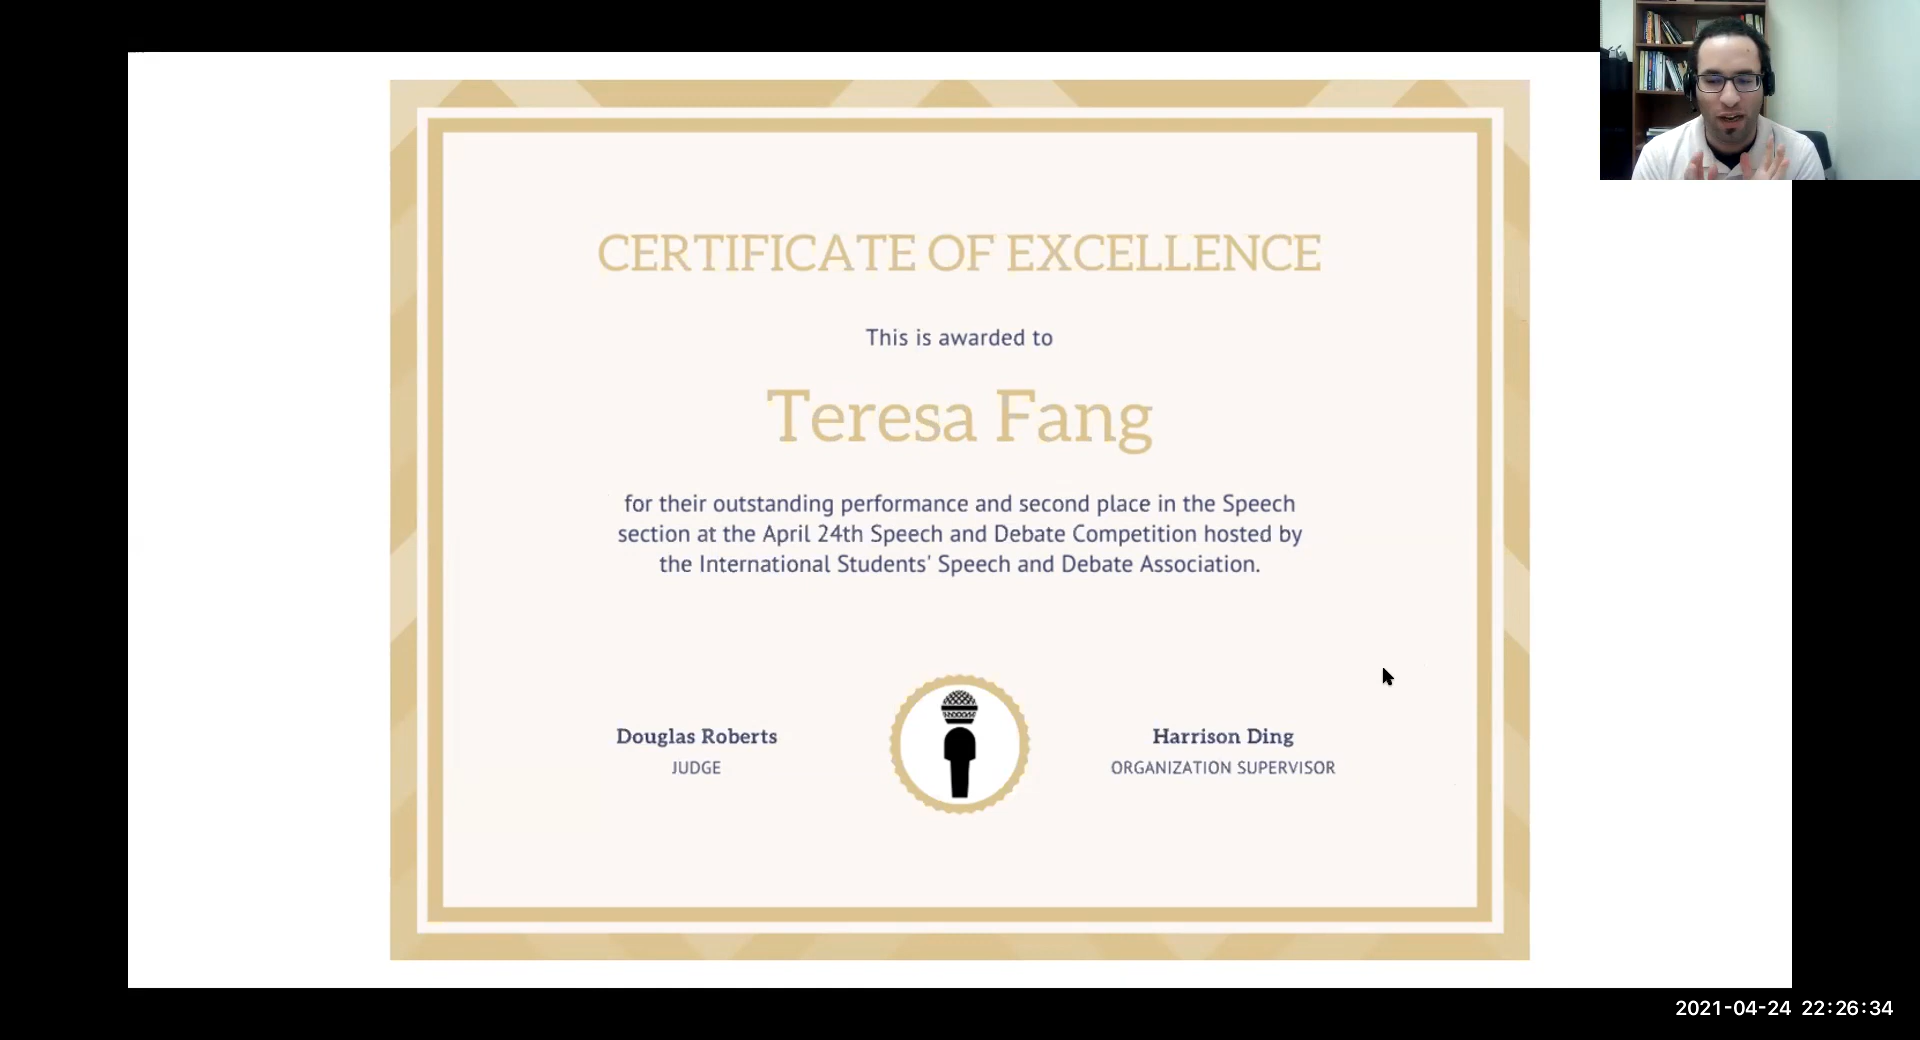 CERTIFICATE OF EXCELLENCE
This is awarded to
Teresa Fang
for their outstanding performance and second place in the Speech
section at the April 24th Speech and Debate Competition hosted by
the International Students' Speech and Debate Association.
Douglas Roberts
JUDGE
Harrison Ding
ORGANIZATION SUPERVISOR
2021-04-24 22:26:34